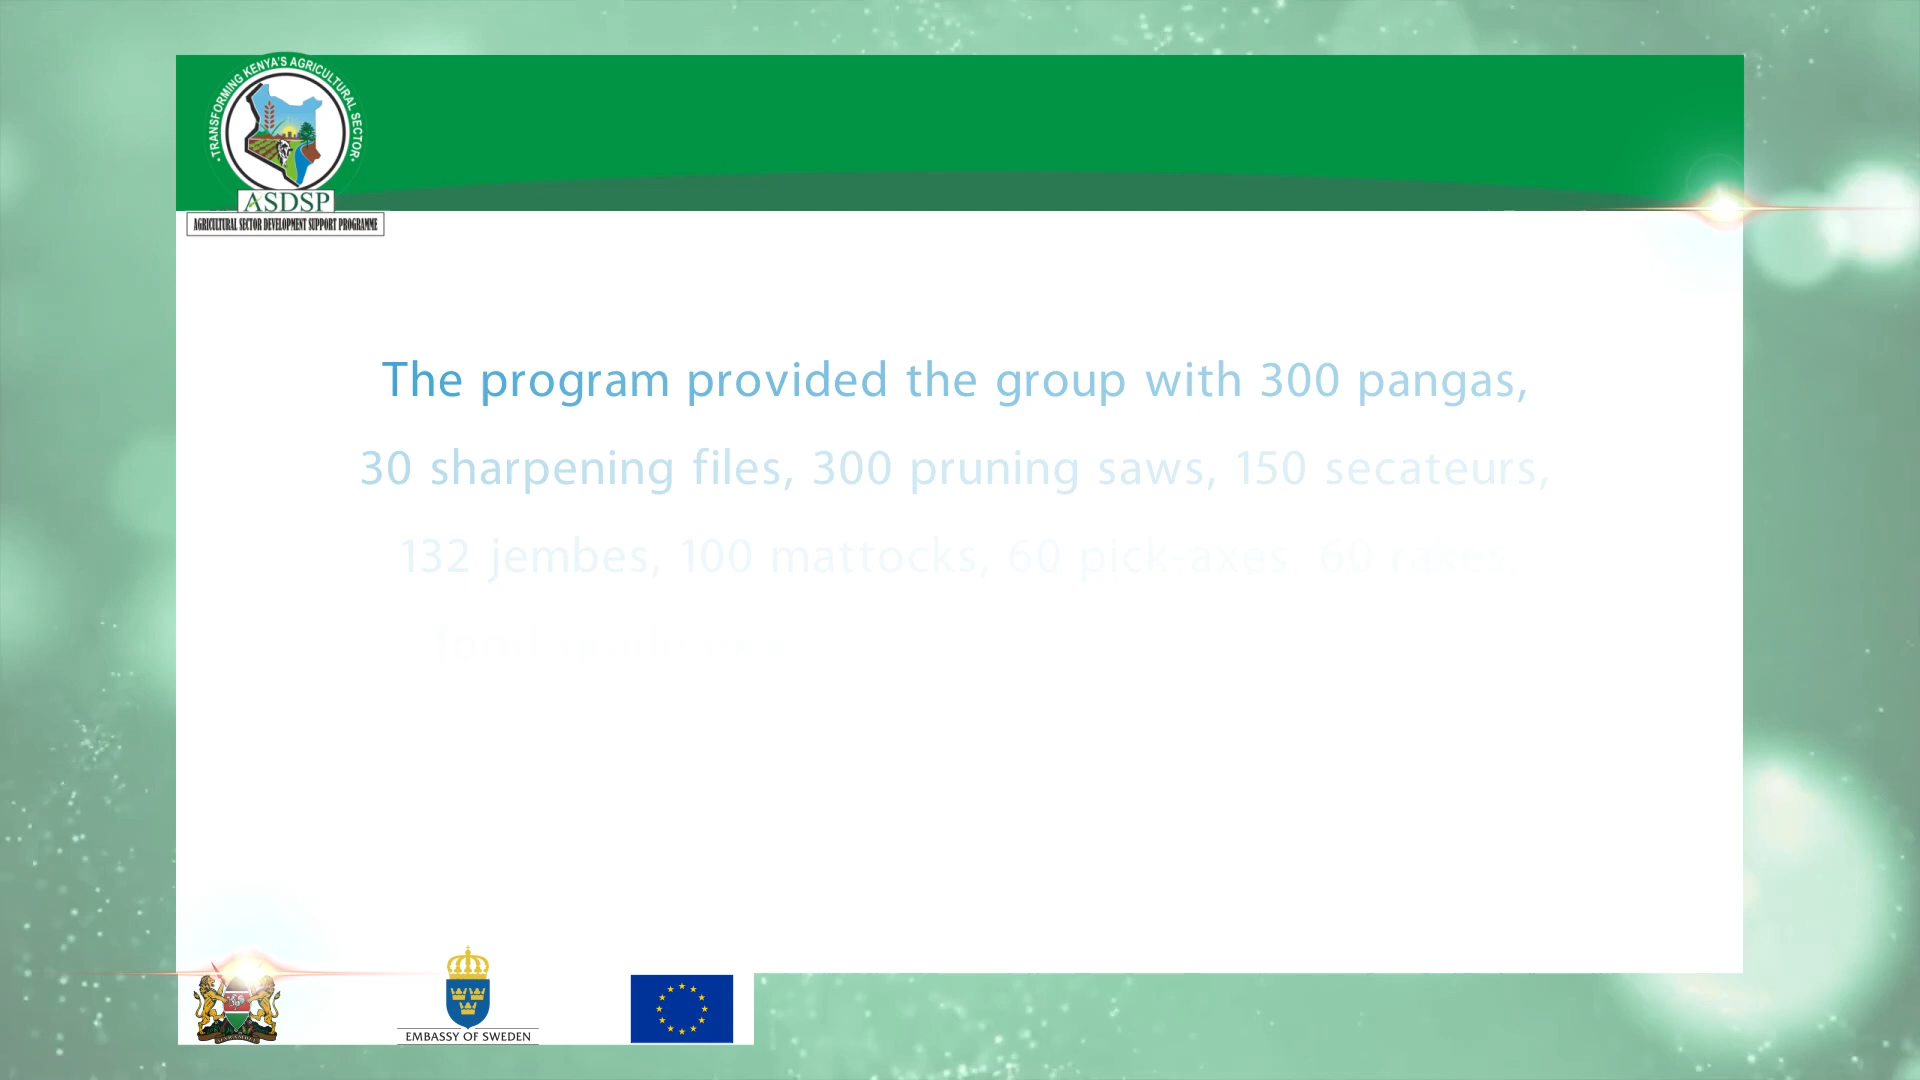 TRANSFORMING KENYA'S AGRICULTURAL SECTOR
ASDSP
AGRICULTURAL SECTOR DEVELOPMENT SUPPORT PROGRAMME
The program provided the group with 300 pangas,
30 sharpening files, 300 pruning saws, 150 secateurs,
132 jembes, 100 mattocks, 60 pick-axes, 60 rakes,
EMBASSY OF SWEDEN